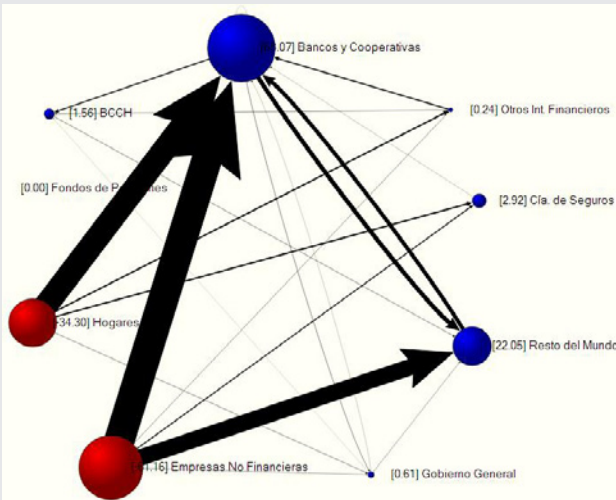 .07] Bancos y Cooperativas
[1.56] BCCH
[0.24] Otros Int. Financieros
[0.00] Fondos de
[2.92] Cía. de Seguros
-34.30] Hogares
[22.05] Resto del Mundo
.16] Empresas No Financieras
[0.61] Gobierno General